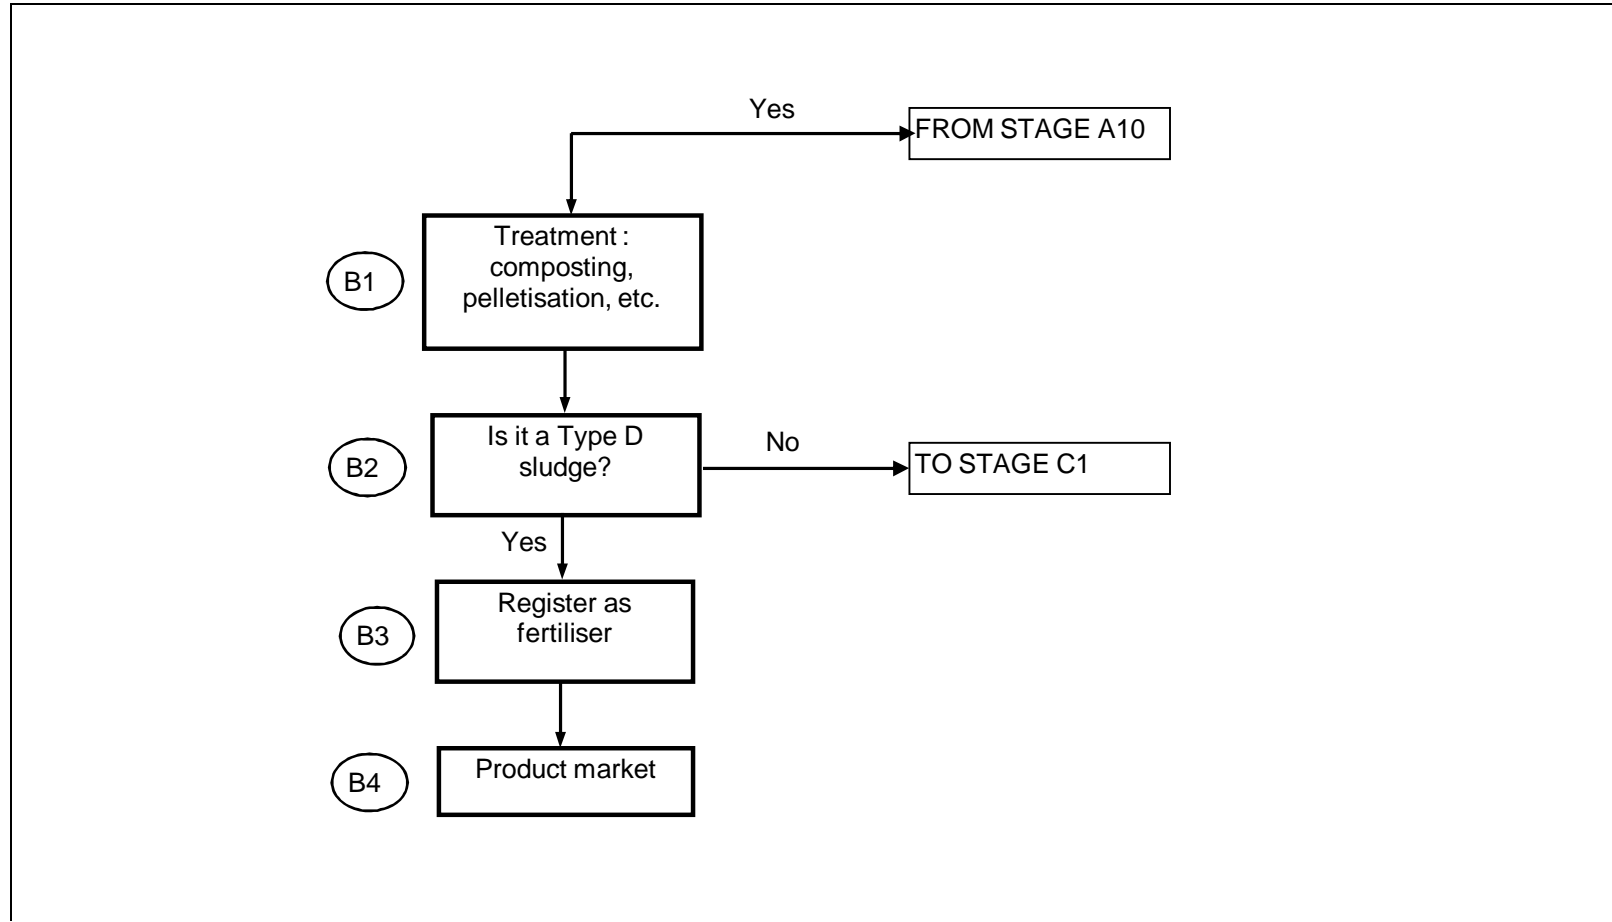 Yes
FROM STAGE A10
Treatment :
composting,
pelletisation, etc.
B1
Is it a Type D
sludge?
B2
No
TO STAGE C1
Yes
Register as
fertiliser
B3
Product market
B4